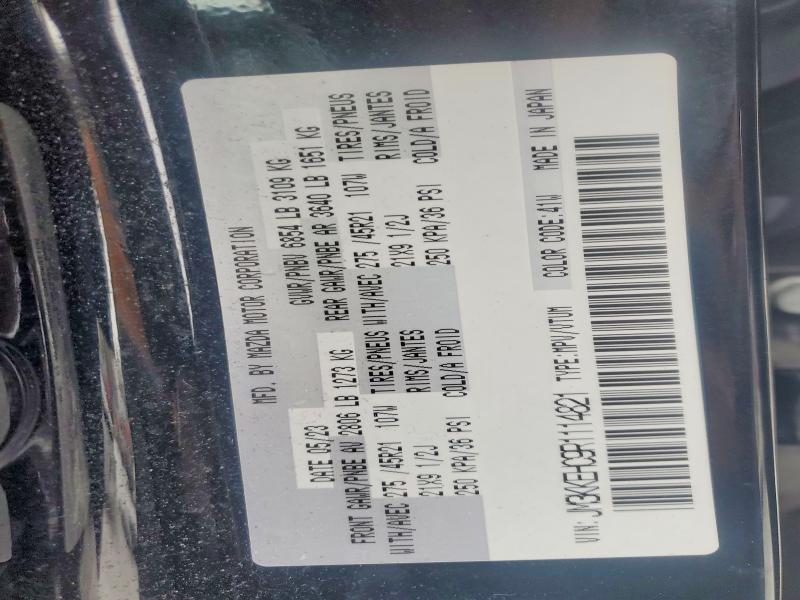 MFD. BY MAZDA MOTOR CORPORATION
DATE 05/23 GVWR/PNBV 6854 LB 3109 KG
FRONT GAWR/PNBE AV 2806 LB 1273 KG REAR GAWR/PNBE AR 3640 LB 1651 KG
WITH/AVEC 275 /45R21 107W TIRES/PNEUS WITH/AVEC 275 /45R21 107W TIRES/PNEUS
21X9 1/2J RIMS/JANTES 21X9 1/2J RIMS/JANTES
250 KPA/36 PSI COLD/A FROID 250 KPA/36 PSI COLD/A FROID
COLOR CODE:41W MADE IN JAPAN
VIN: JM3KKEHC9R1114821 TYPE:MPV/VTUM